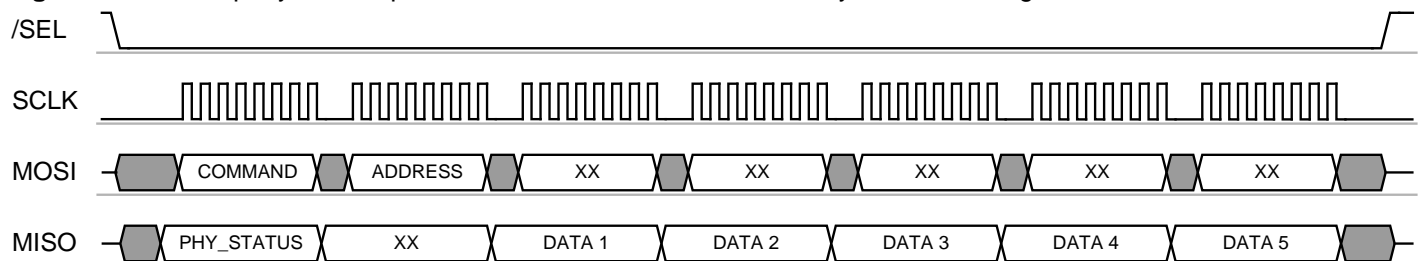 /SEL
SCLK
MOSI COMMAND ADDRESS XX XX XX XX XX
MISO PHY_STATUS XX DATA 1 DATA 2 DATA 3 DATA 4 DATA 5